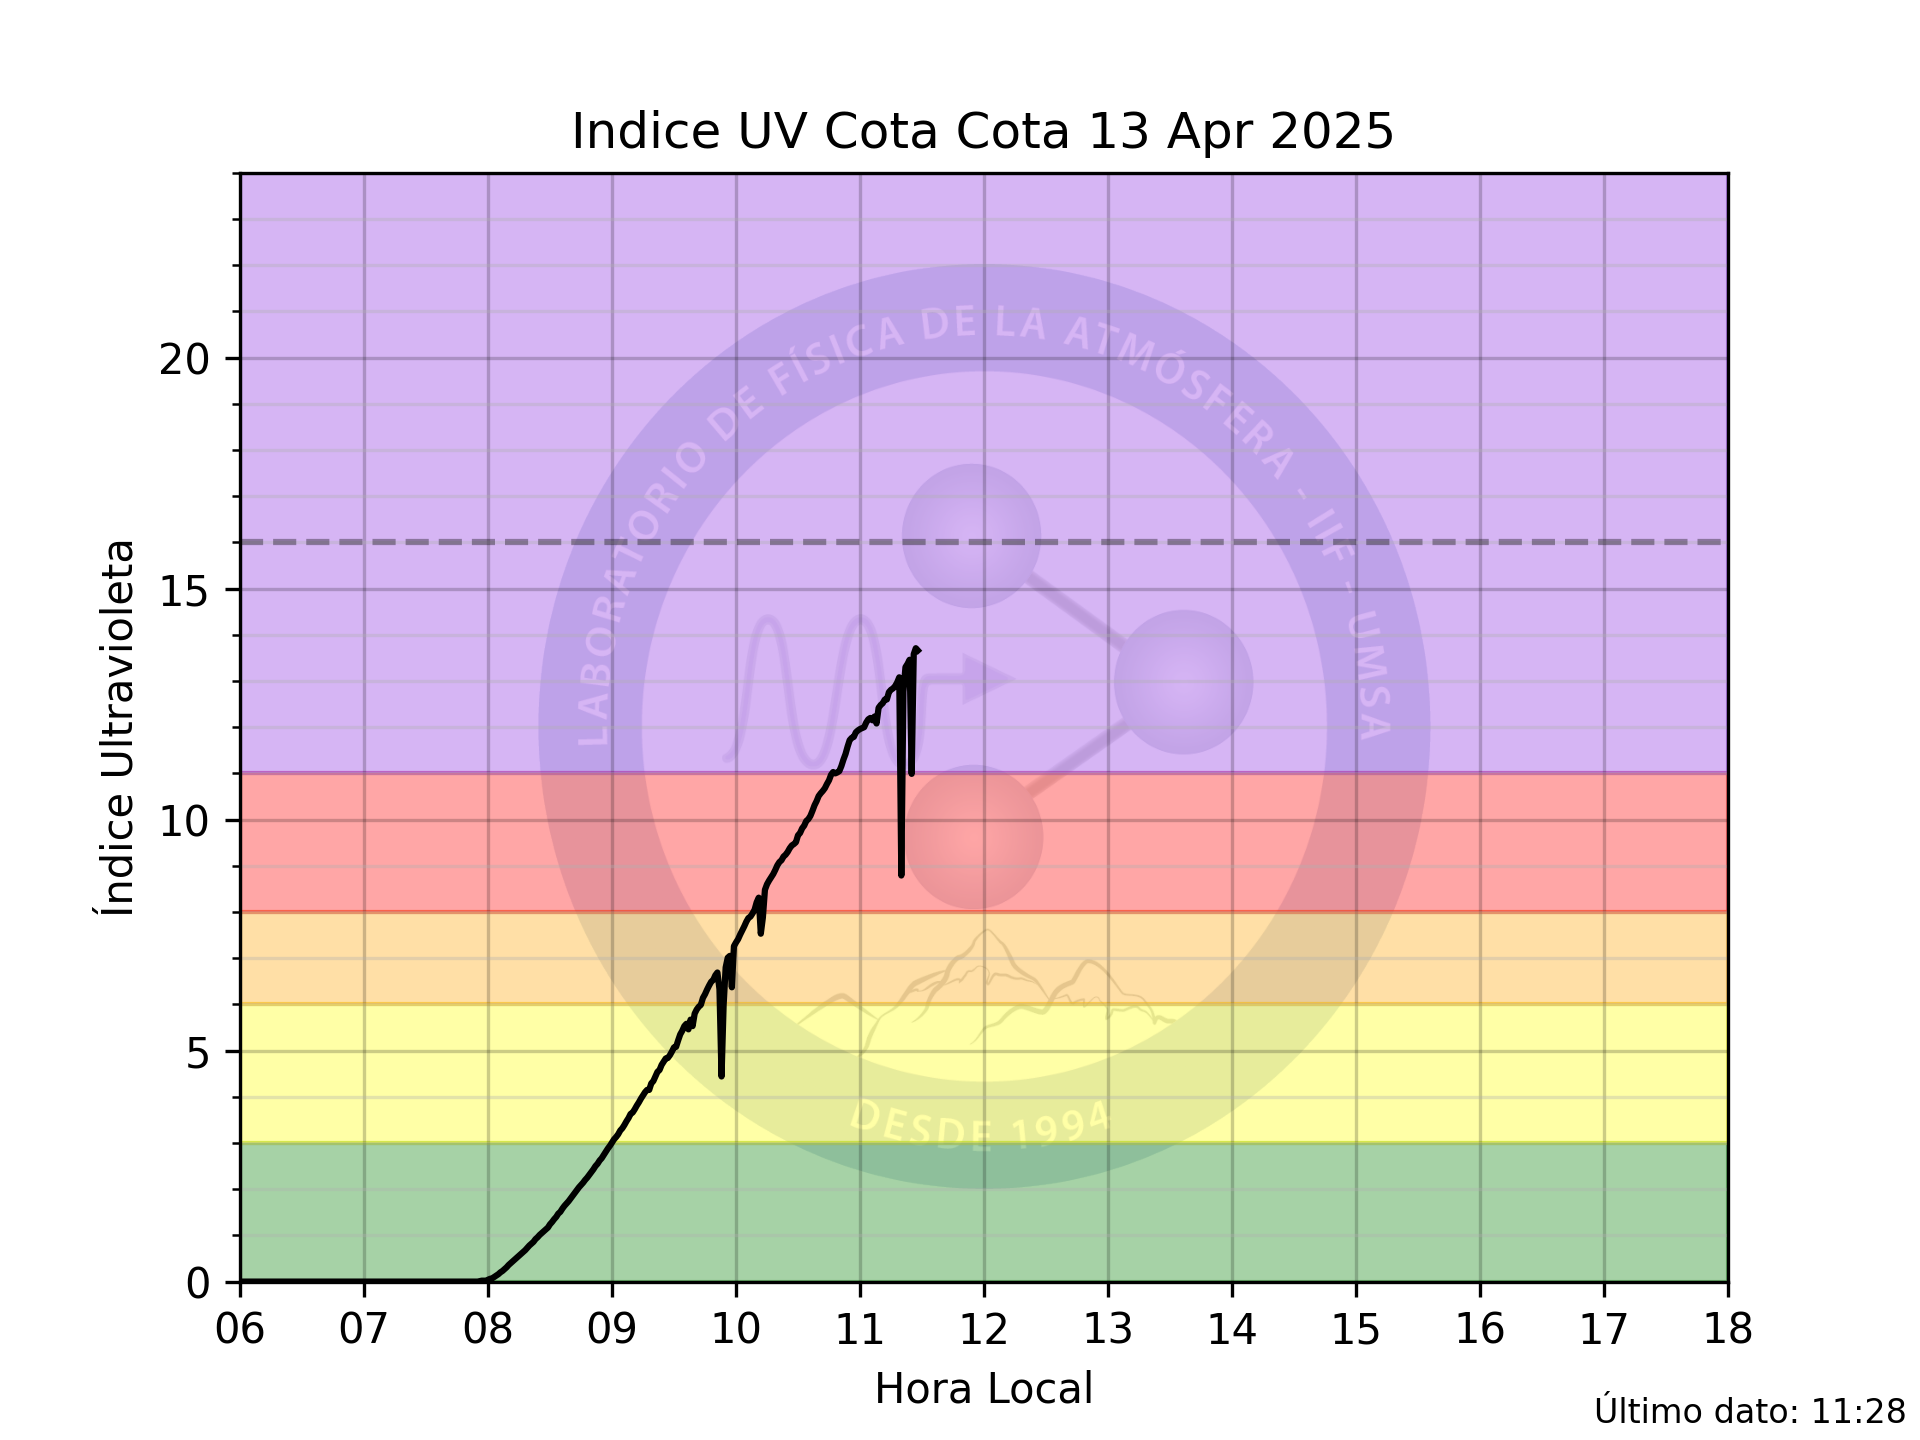 Indice UV Cota Cota 13 Apr 2025
20
15
10
5
0
Índice Ultravioleta
LABORATORIO DE FÍSICA DE LA ATMÓSFERA - IIF - UMSA
DESDE 1994
06 07 08 09 10 11 12 13 14 15 16 17 18
Hora Local
Último dato: 11:28